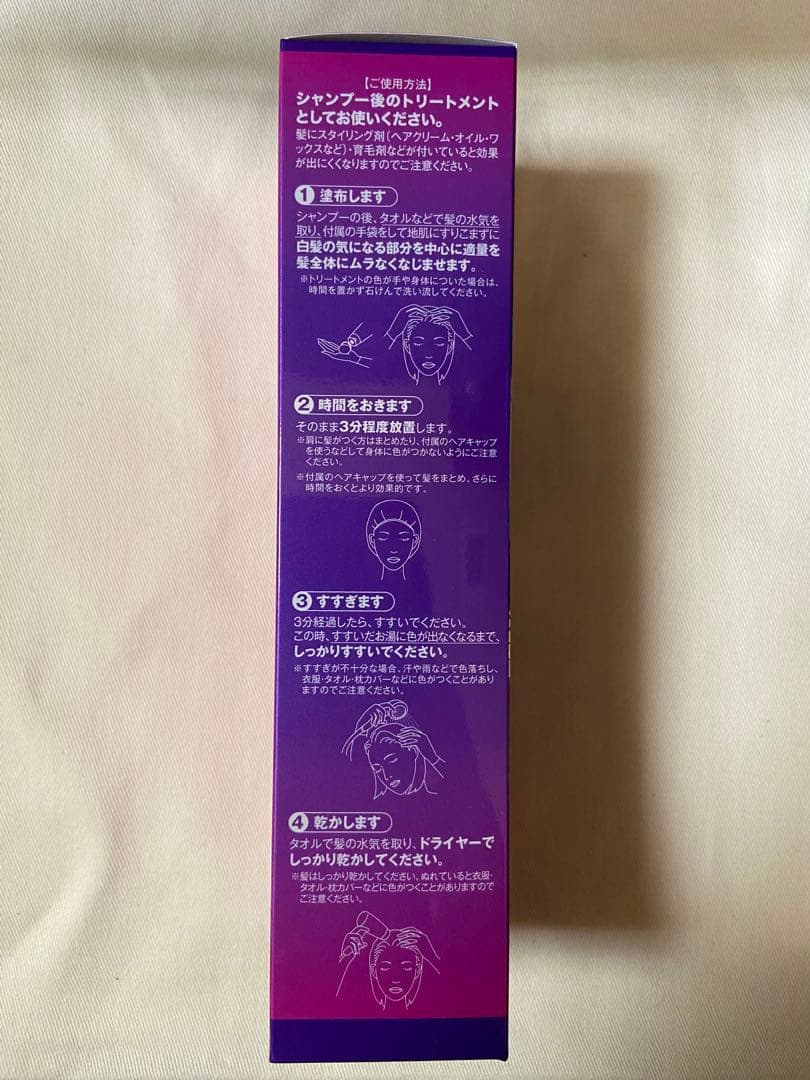 【ご使用方法】
シャンプー後のトリートメント
としてお使いください。
髪にスタイリング剤(ヘアクリーム・オイル・ワ
ックスなど)・育毛剤などが付いていると効果
が出にくくなりますのでご注意ください。
①塗布します
シャンプーの後、タオルなどで髪の水気を
取り、付属の手袋をして地肌にすりこまずに
白髪の気になる部分を中心に適量を
髪全体にムラなくなじませます。
※トリートメントの色が手や身体についた場合は、
時間を置かず石けんで洗い流してください。
②時間をおきます
そのまま3分程度放置します。
※肩に髪がつく方はまとめたり、付属のヘアキャップ
を使うなどして身体に色がつかないようにご注意
ください。
※付属のヘアキャップを使って髪をまとめ、さらに
時間をおくとより効果的です。
③すすぎます
3分経過したら、すすいでください。
この時、すすいだお湯に色が出なくなるまで、
しっかりすすいでください。
※すすぎが不十分な場合、汗や雨などで色落ちし、
衣服・タオル・枕カバーなどに色がつくことがあり
ますのでご注意ください。
④乾かします
タオルで髪の水気を取り、ドライヤーで
しっかり乾かしてください。
※髪はしっかり乾かしてください。ぬれていると衣服・
タオル・枕カバーなどに色がつくことがありますので
ご注意ください。